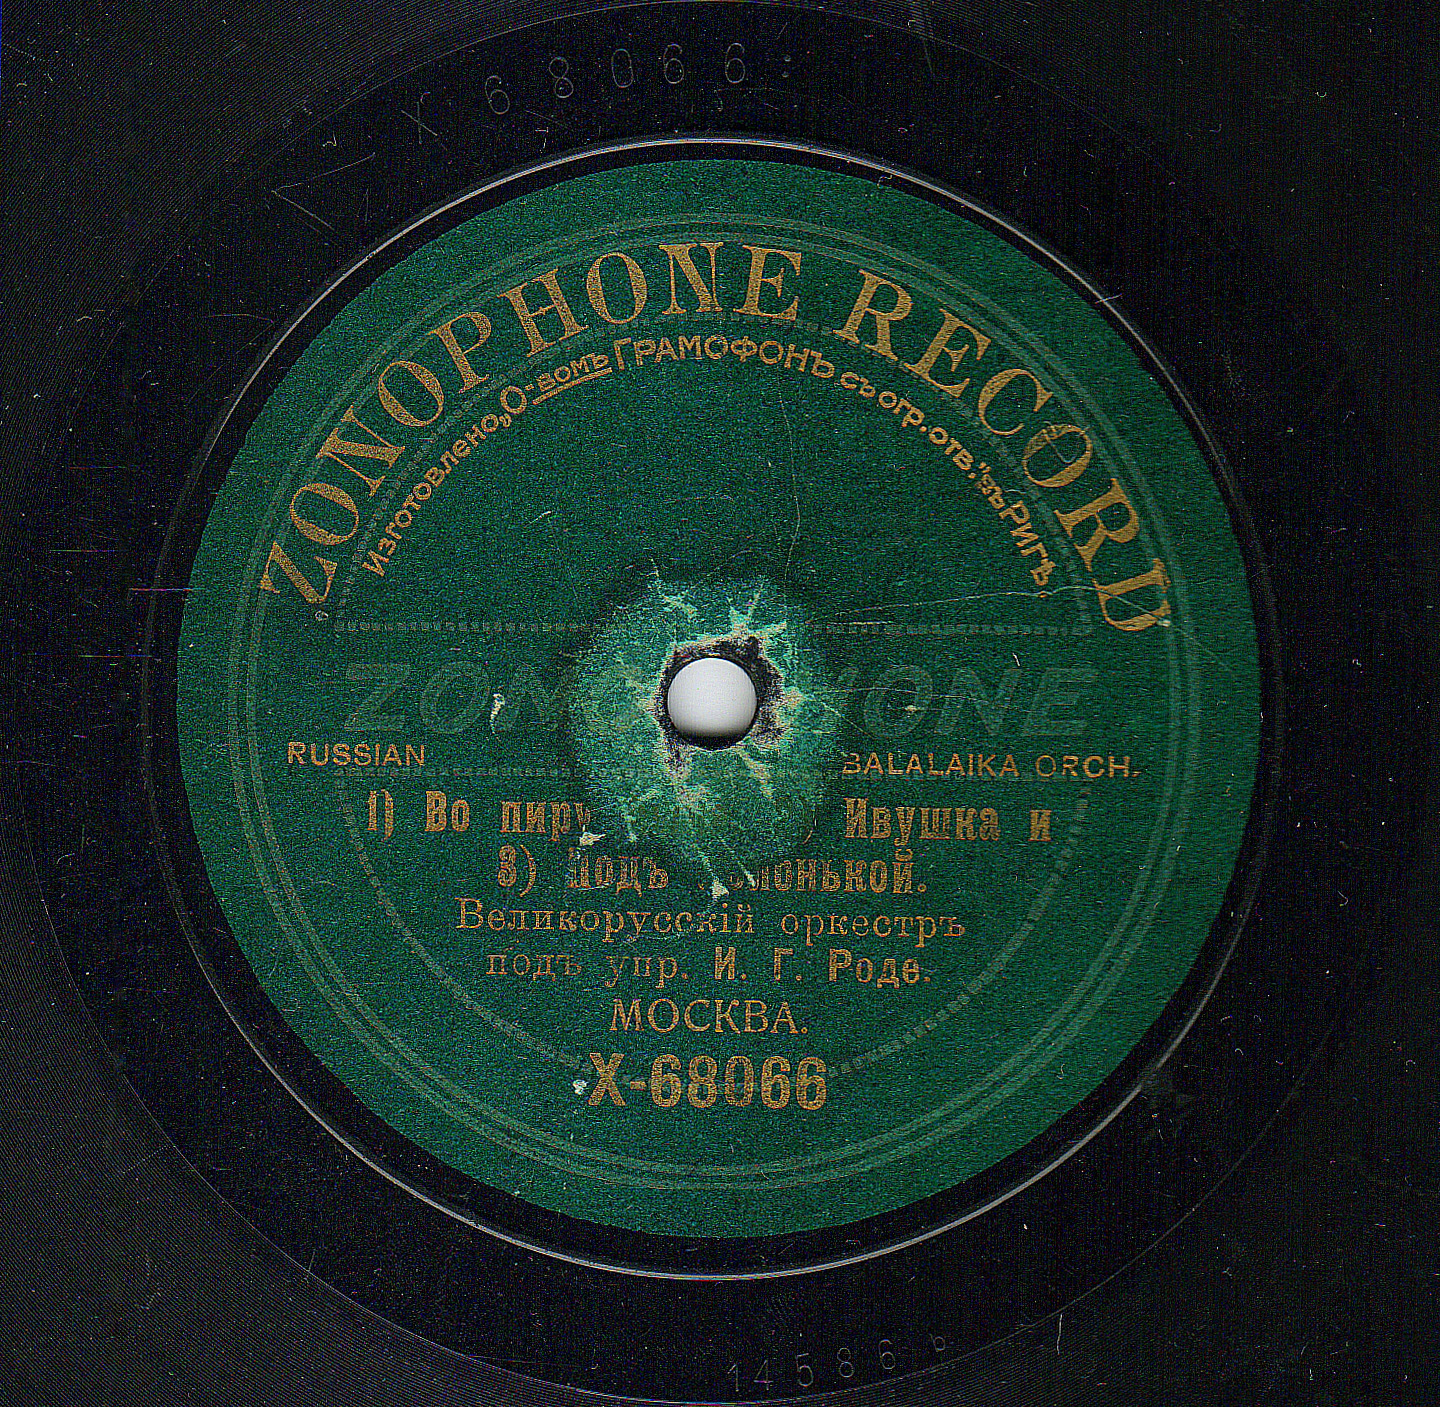 X 68066
ZONOPHONE RECORD
Изготовлено „О-вомъ Грамофонъ съ огр. отв." въ Ригѣ
RUSSIAN BALALAIKA ORCH.
1) Во пиру Ивушка и
3) Подъ
Великорусскій оркестръ
подъ упр. И. Г. Роде.
МОСКВА.
X-68066
14586 b